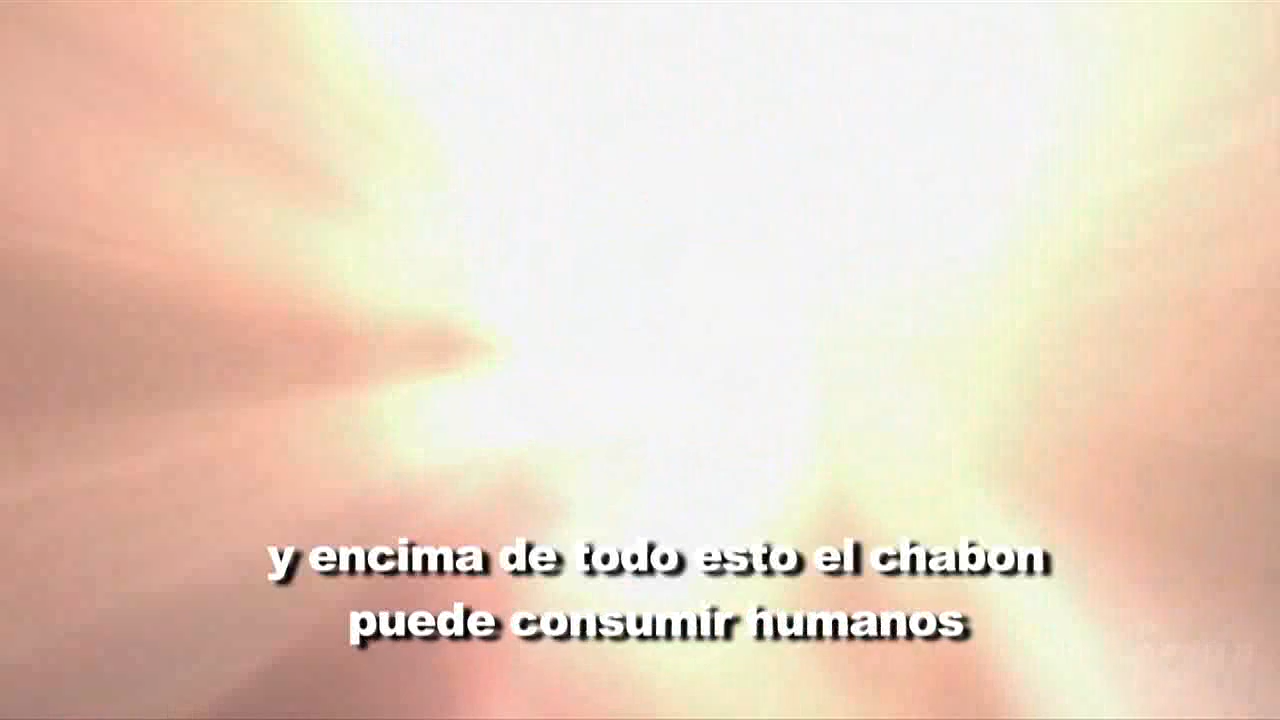 y encima de todo esto el chabon
puede consumir humanos